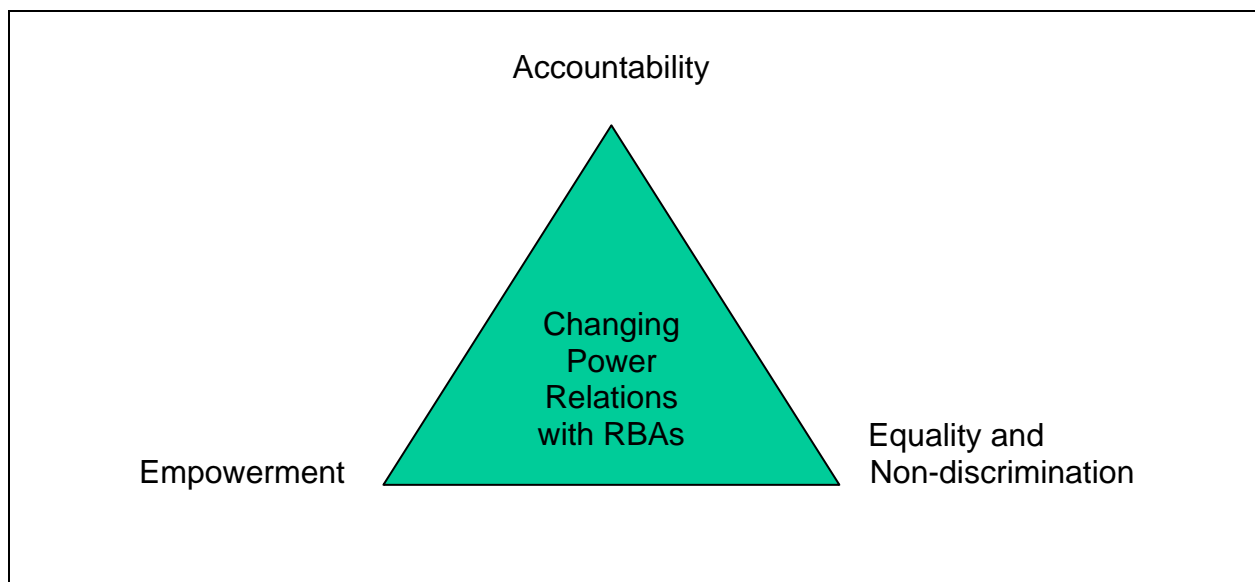 Accountability
Changing
Power
Relations
with RBAs
Empowerment
Equality and
Non-discrimination